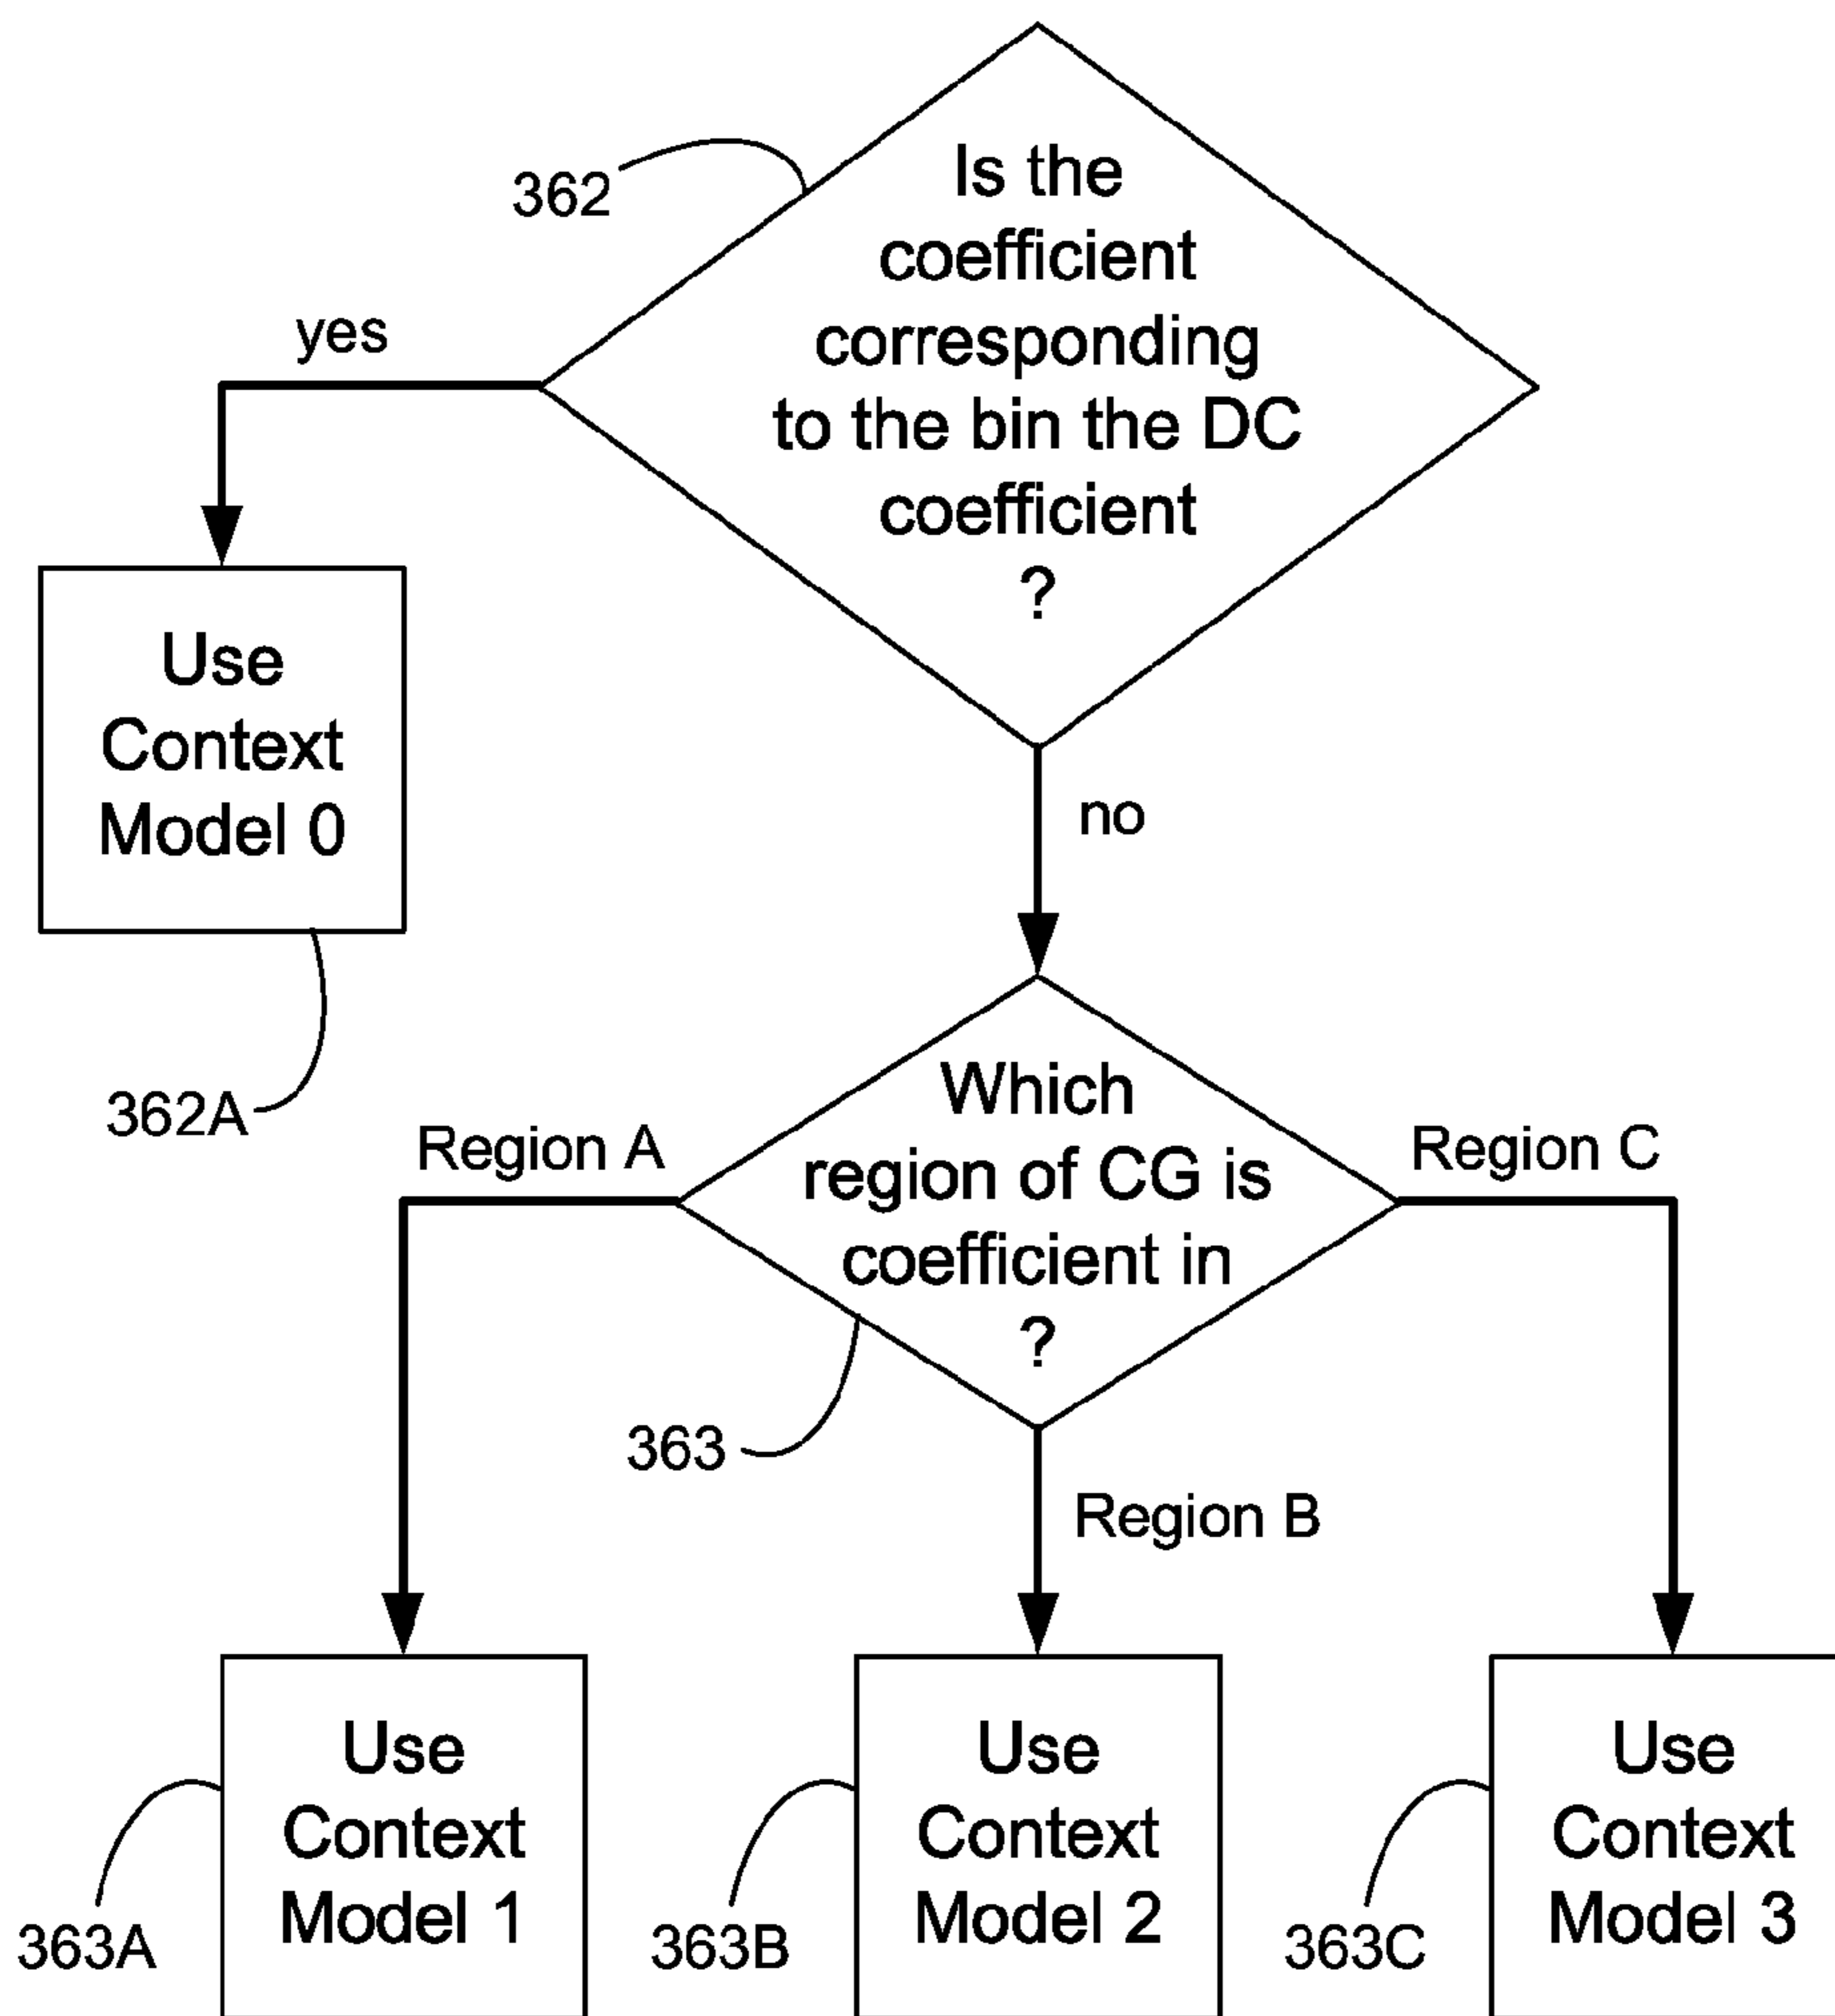 Is the
362
coefficient
corresponding
yes
to the bin the DC
coefficient
?
Use
Context
Model 0
no
362A
Which
Region A
Region C
region of CG is
coefficient in
?
363
Region B
Use
Context
Model 1
363A
Use
Context
Model 2
363B
Use
Context
Model 3
363C